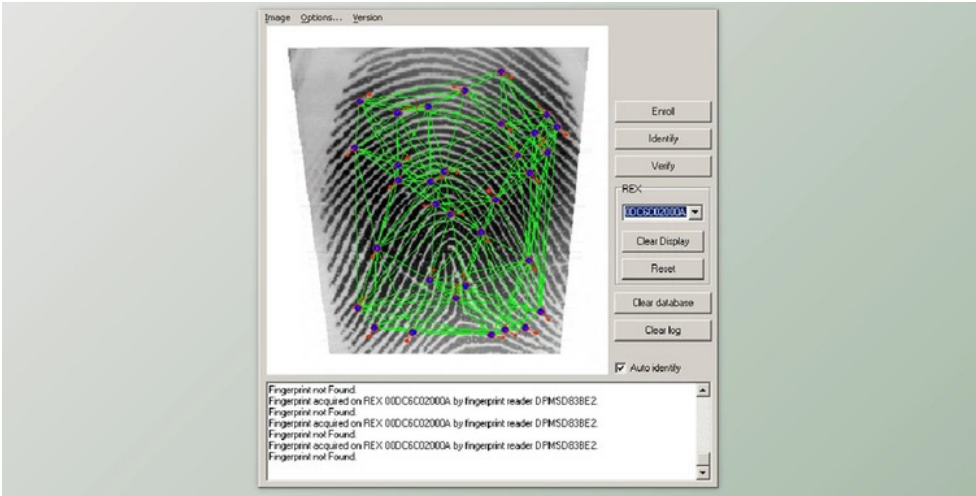 Image Options... Version
Enroll
Identify
Verify
REX
00DC6C02000A
Clear Display
Reset
Clear database
Clear log
Auto identify
Fingerprint not Found.
Fingerprint acquired on REX 00DC6C02000A by fingerprint reader DPMSD83BE2.
Fingerprint not Found.
Fingerprint acquired on REX 00DC6C02000A by fingerprint reader DPMSD83BE2.
Fingerprint not Found.
Fingerprint acquired on REX 00DC6C02000A by fingerprint reader DPMSD83BE2.
Fingerprint not Found.